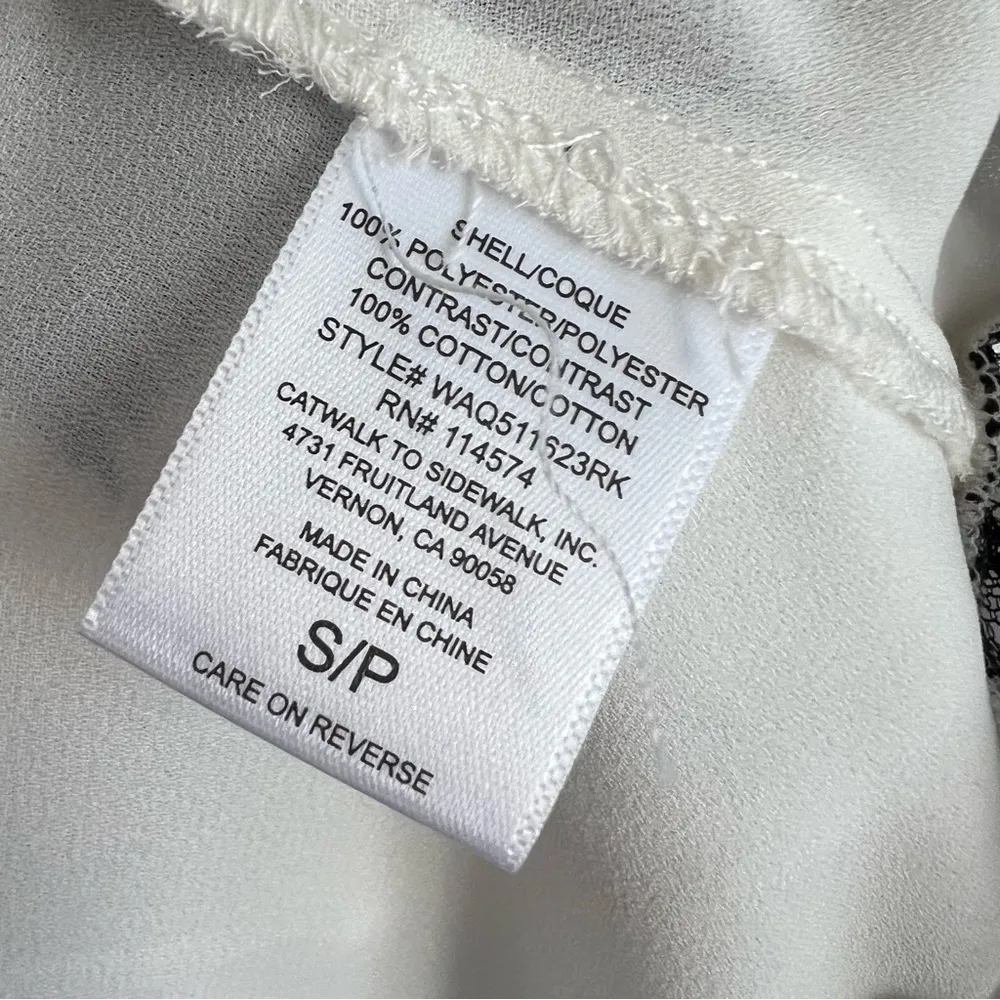 SHELL/COQUE
100% POLYESTER/POLYESTER
CONTRAST/CONTRAST
100% COTTON/COTTON
STYLE# WAQ511623RK
RN# 114574
CATWALK TO SIDEWALK, INC.
4731 FRUITLAND AVENUE
VERNON, CA 90058
MADE IN CHINA
FABRIQUE EN CHINE
S/P
CARE ON REVERSE